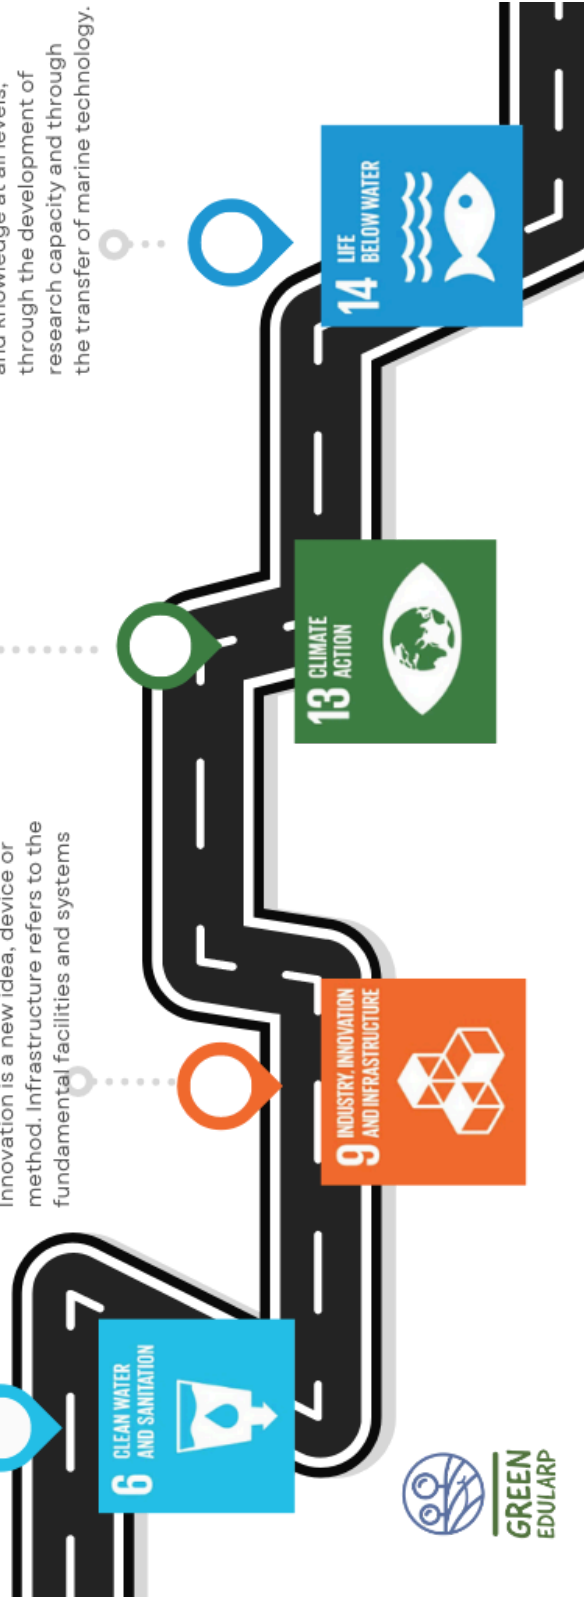 and knowledge at all levels,
through the development of
research capacity and through
the transfer of marine technology.
Innovation is a new idea, device or
method. Infrastructure refers to the
fundamental facilities and systems
6 CLEAN WATER
AND SANITATION
9 INDUSTRY, INNOVATION
AND INFRASTRUCTURE
13 CLIMATE
ACTION
14 LIFE
BELOW WATER
GREEN
EDULARP